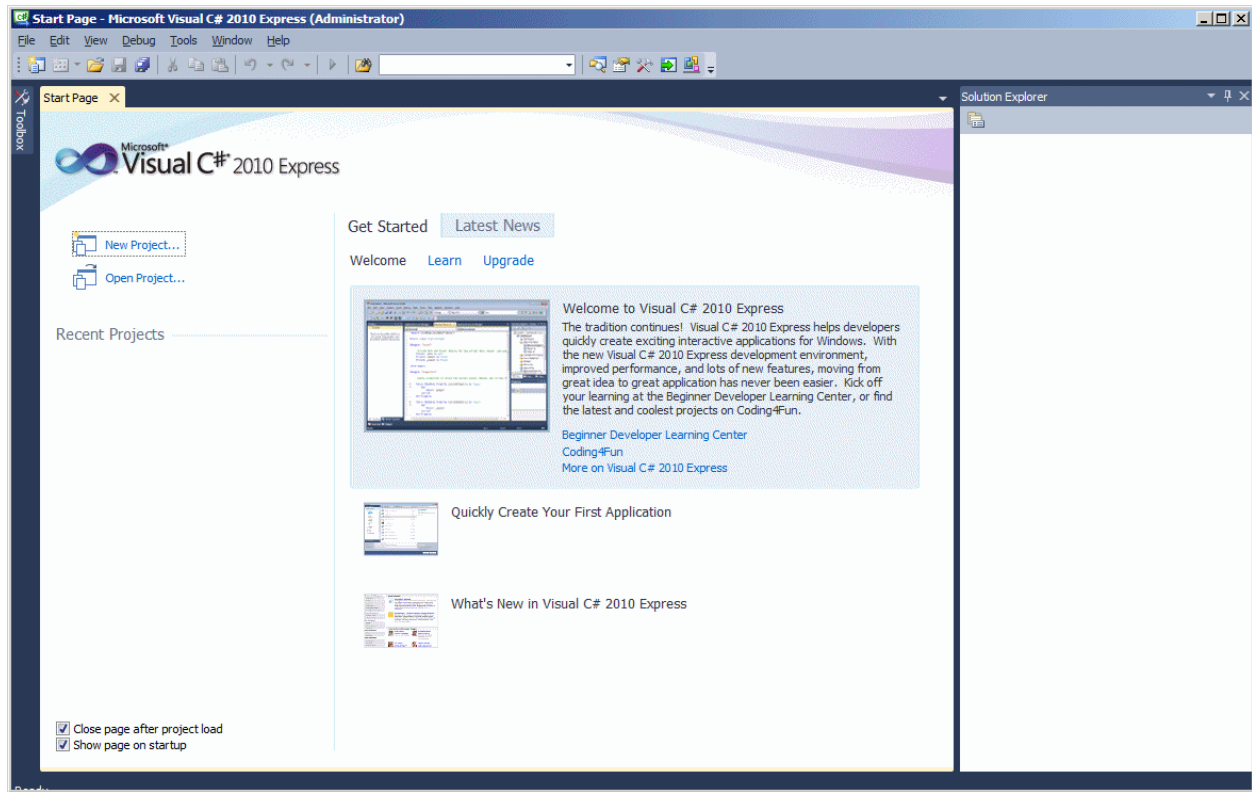 Start Page - Microsoft Visual C# 2010 Express (Administrator)
File Edit View Debug Tools Window Help
Toolbox
Start Page
Solution Explorer
Microsoft®
Visual C#® 2010 Express
New Project...
Open Project...
Recent Projects
Get Started Latest News
Welcome Learn Upgrade
Welcome to Visual C# 2010 Express
The tradition continues! Visual C# 2010 Express helps developers
quickly create exciting interactive applications for Windows. With
the new Visual C# 2010 Express development environment,
improved performance, and lots of new features, moving from
great idea to great application has never been easier. Kick off
your learning at the Beginner Developer Learning Center, or find
the latest and coolest projects on Coding4Fun.
Beginner Developer Learning Center
Coding4Fun
More on Visual C# 2010 Express
Quickly Create Your First Application
What's New in Visual C# 2010 Express
Close page after project load
Show page on startup